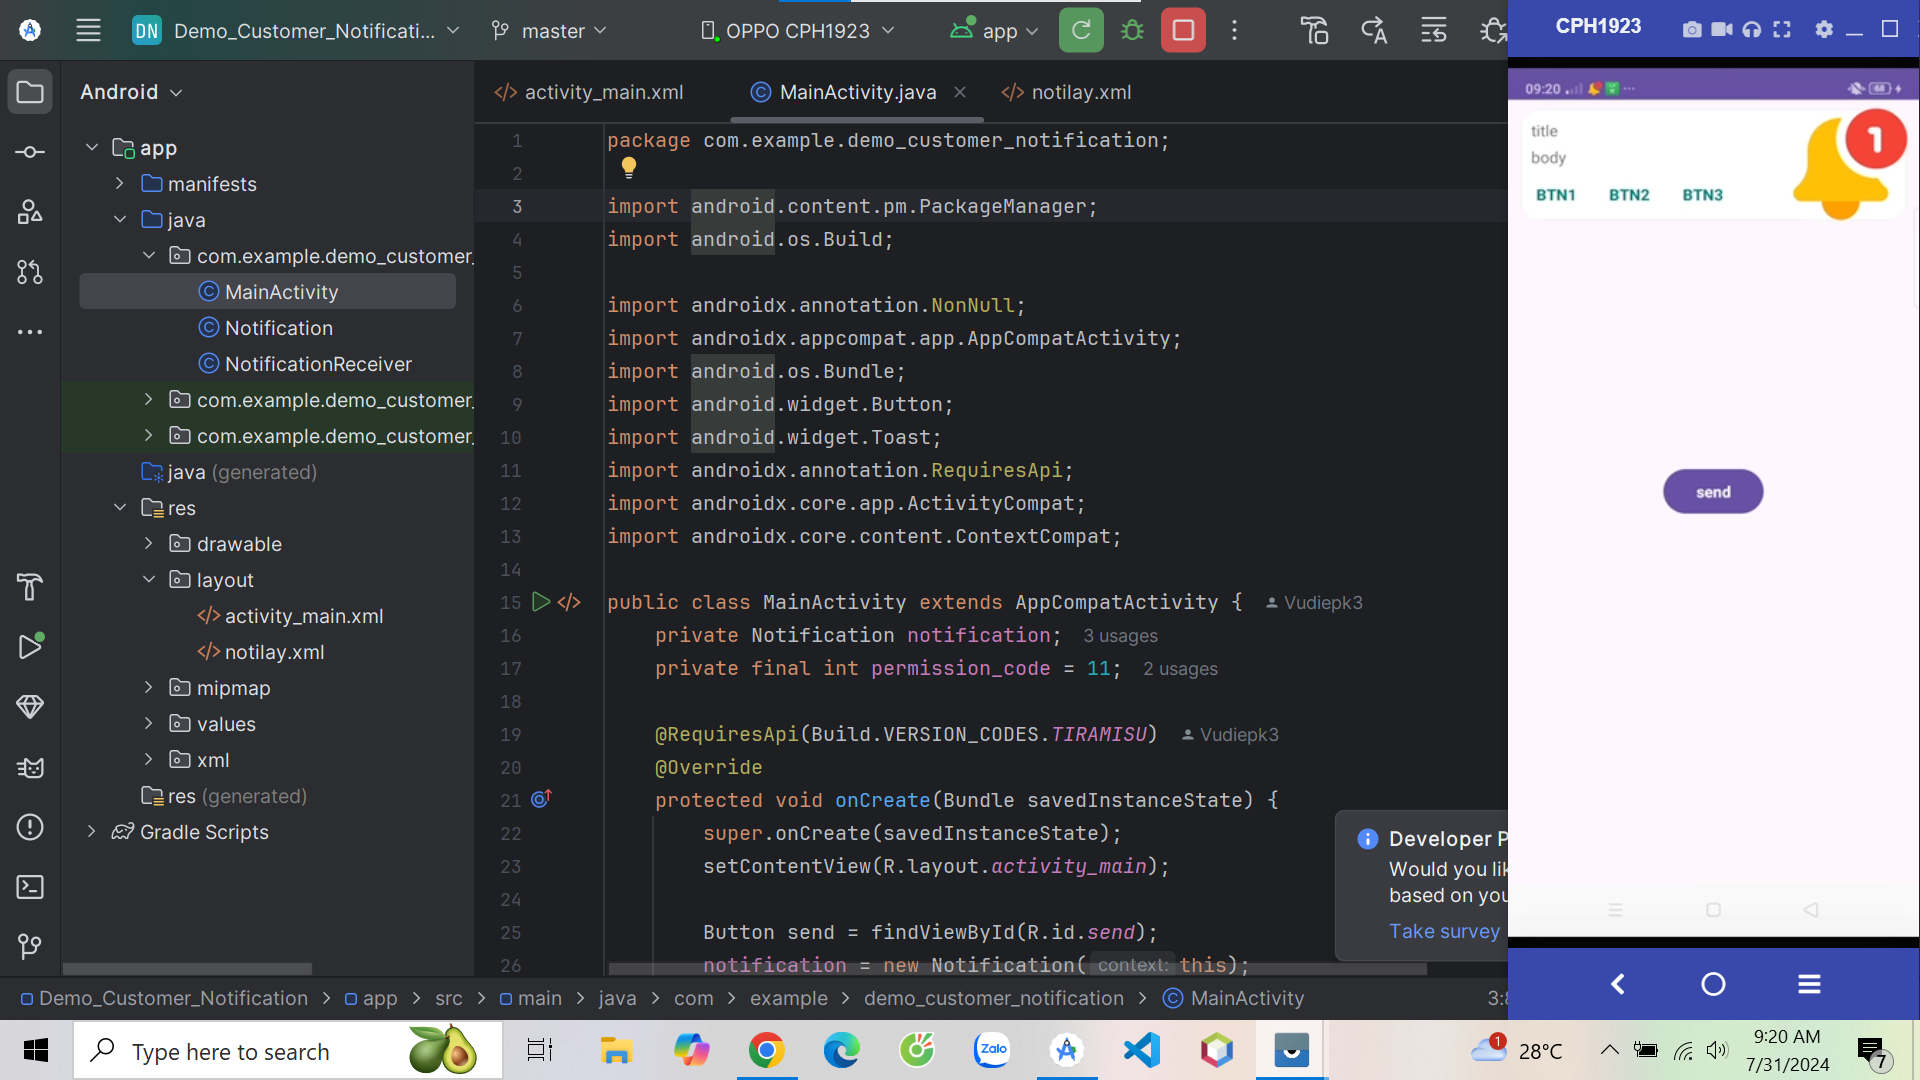 DN Demo_Customer_Notificati... master OPPO CPH1923 app
Android
app
manifests
java
com.example.demo_customer_
MainActivity
Notification
NotificationReceiver
com.example.demo_customer_
com.example.demo_customer_
java (generated)
res
drawable
layout
activity_main.xml
notilay.xml
mipmap
values
xml
res (generated)
Gradle Scripts
activity_main.xml MainActivity.java notilay.xml
1 package com.example.demo_customer_notification;
2
3 import android.content.pm.PackageManager;
4 import android.os.Build;
5
6 import androidx.annotation.NonNull;
7 import androidx.appcompat.app.AppCompatActivity;
8 import android.os.Bundle;
9 import android.widget.Button;
10 import android.widget.Toast;
11 import androidx.annotation.RequiresApi;
12 import androidx.core.app.ActivityCompat;
13 import androidx.core.content.ContextCompat;
14
15 public class MainActivity extends AppCompatActivity { Vudiepk3
16 private Notification notification; 3 usages
17 private final int permission_code = 11; 2 usages
18
19 @RequiresApi(Build.VERSION_CODES.TIRAMISU) Vudiepk3
20 @Override
21 protected void onCreate(Bundle savedInstanceState) {
22 super.onCreate(savedInstanceState);
23 setContentView(R.layout.activity_main);
24
25 Button send = findViewById(R.id.send);
26 notification = new Notification( context: this);
Developer P
Would you lik
based on you
Take survey
CPH1923
09:20 68
title
body
BTN1 BTN2 BTN3
1
send
Demo_Customer_Notification > app > src > main > java > com > example > demo_customer_notification > MainActivity 3:8
Type here to search
Zalo
1
28°C
9:20 AM
7/31/2024
7